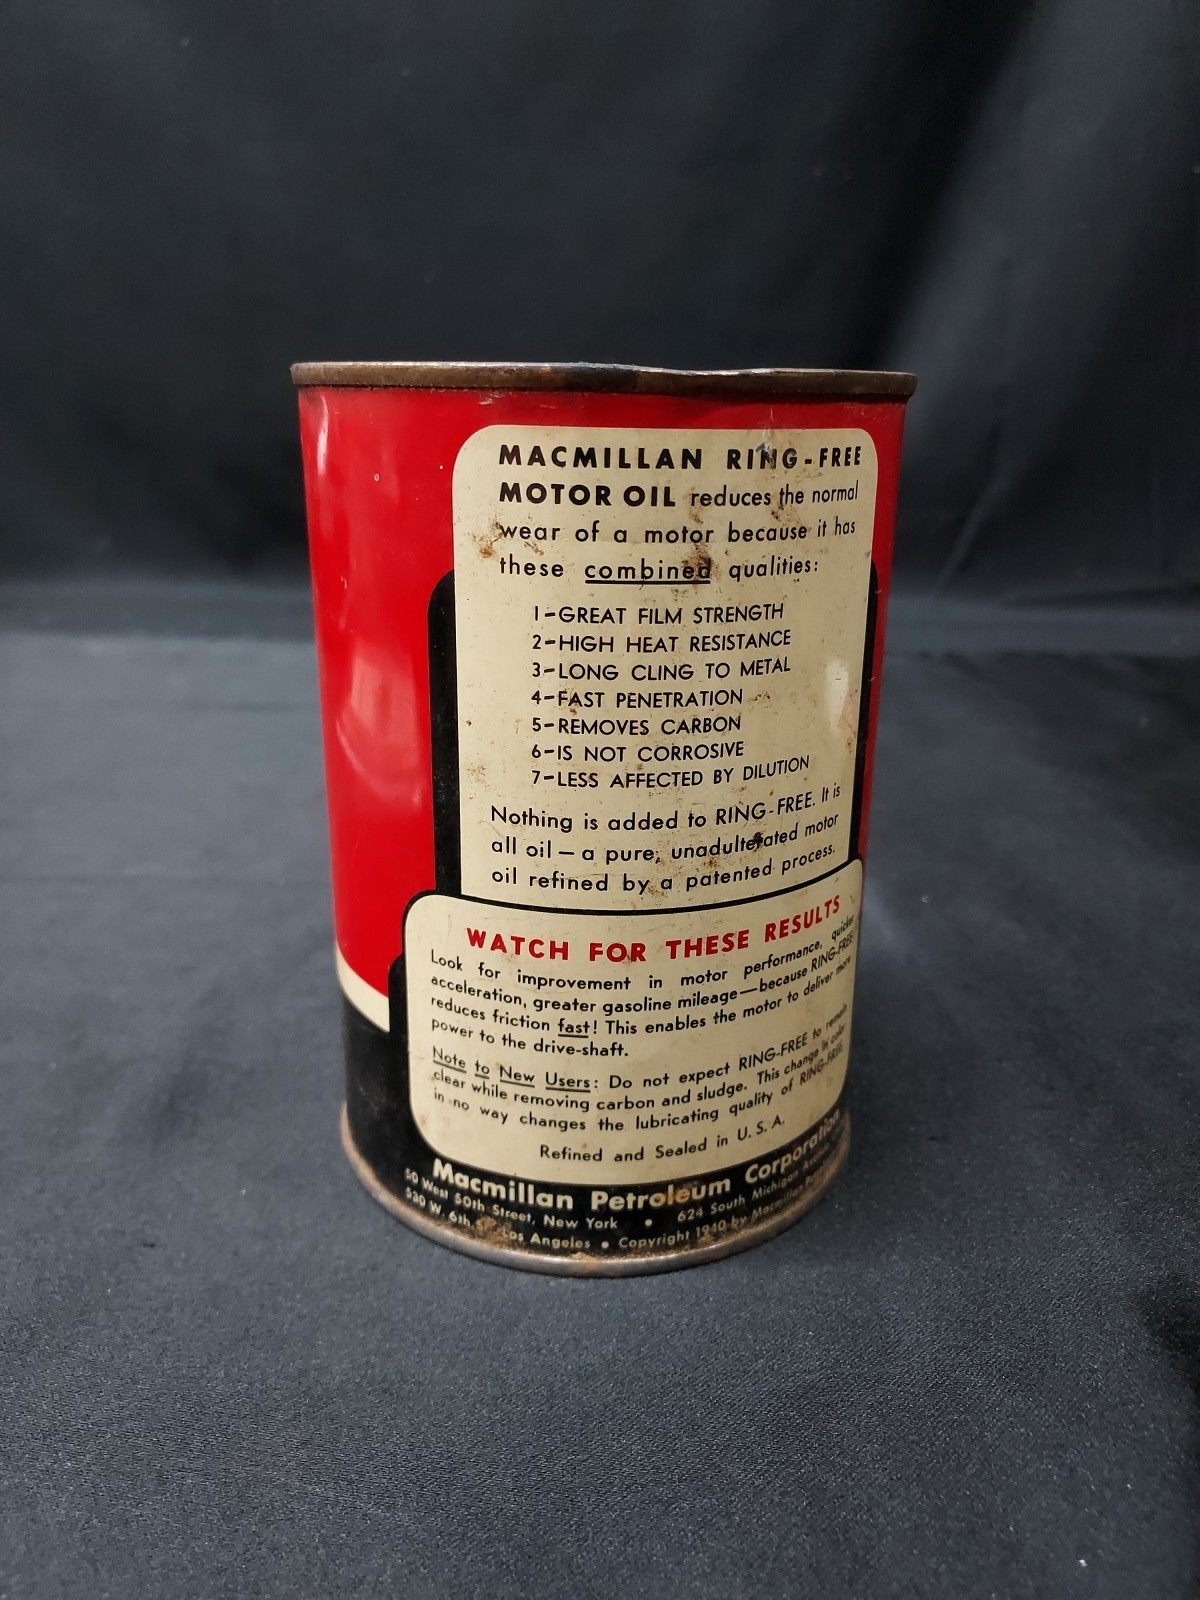 MACMILLAN RING-FREE
MOTOR OIL reduces the normal
wear of a motor because it has
these combined qualities:
1-GREAT FILM STRENGTH
2-HIGH HEAT RESISTANCE
3-LONG CLING TO METAL
4-FAST PENETRATION
5-REMOVES CARBON
6-IS NOT CORROSIVE
7-LESS AFFECTED BY DILUTION
Nothing is added to RING-FREE. It is
all oil — a pure, unadulterated motor
oil refined by a patented process.
WATCH FOR THESE RESULTS
Look for improvement in motor performance, quicker
acceleration, greater gasoline mileage—because RING-FREE
reduces friction fast! This enables the motor to deliver more
power to the drive-shaft.
Note to New Users: Do not expect RING-FREE to remain
clear while removing carbon and sludge. This change in color
in no way changes the lubricating quality of RING-FREE.
Refined and Sealed in U. S. A.
Macmillan Petroleum Corporation
50 West 50th Street, New York • 624 South Michigan
530 W. 6th Los Angeles • Copyright 1940 by Macmillan